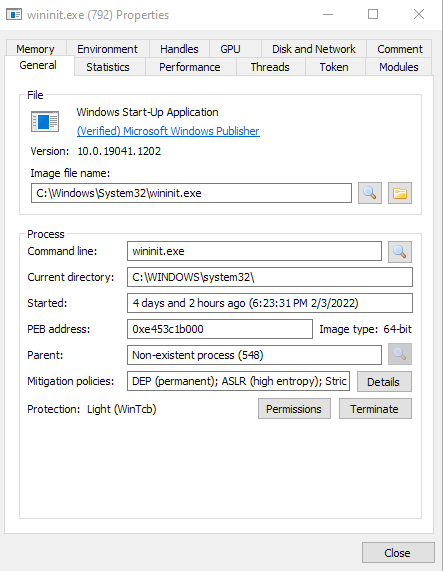 wininit.exe (792) Properties
Memory Environment Handles GPU Disk and Network Comment
General Statistics Performance Threads Token Modules
File
Windows Start-Up Application
(Verified) Microsoft Windows Publisher
Version: 10.0.19041.1202
Image file name:
C:\Windows\System32\wininit.exe
Process
Command line: wininit.exe
Current directory: C:\WINDOWS\system32\
Started: 4 days and 2 hours ago (6:23:31 PM 2/3/2022)
PEB address: 0xe453c1b000 Image type: 64-bit
Parent: Non-existent process (548)
Mitigation policies: DEP (permanent); ASLR (high entropy); Stric Details
Protection: Light (WinTcb) Permissions Terminate
Close